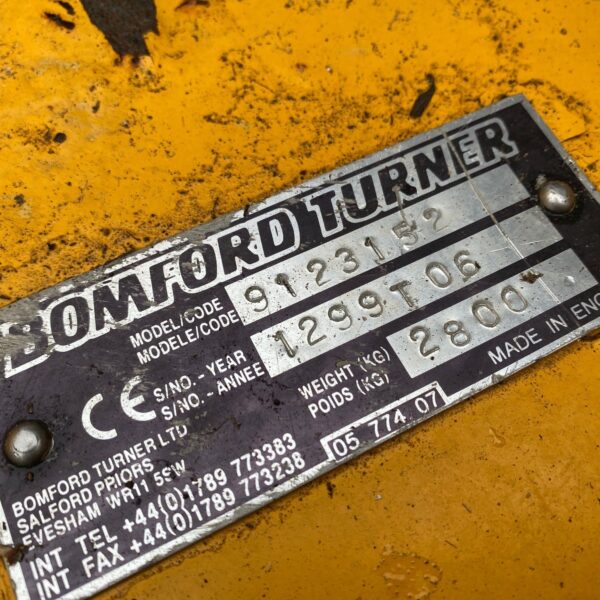 BOMFORD TURNER
MODEL/CODE
MODELE/CODE
9123152
S/NO. - YEAR
S/NO. - ANNEE
1299T06
CE
WEIGHT (KG)
POIDS (KG)
2800
MADE IN ENG
BOMFORD TURNER LTD
SALFORD PRIORS
EVESHAM WR11 5SW
INT TEL +44(0)1789 773383
INT FAX +44(0)1789 773238
05 774 07